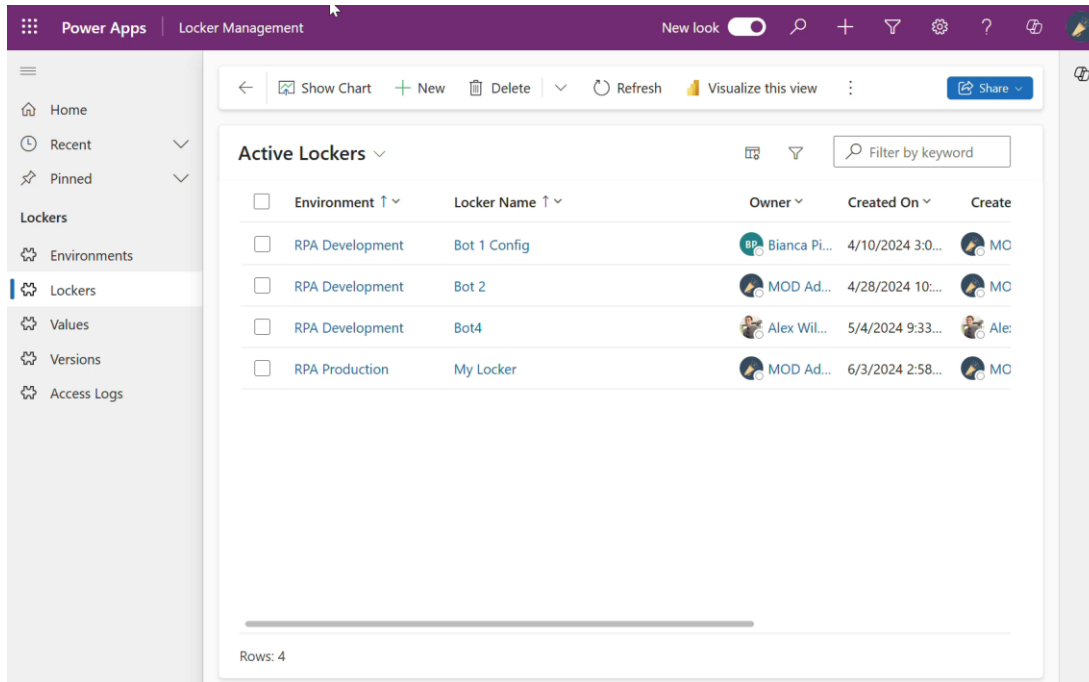 Power Apps Locker Management New look
Show Chart New Delete Refresh Visualize this view Share
Home
Recent
Pinned
Lockers
Environments
Lockers
Values
Versions
Access Logs
Active Lockers Filter by keyword
Environment ↑ Locker Name ↑ Owner Created On Create
RPA Development Bot 1 Config BP Bianca Pi... 4/10/2024 3:0... MO
RPA Development Bot 2 MOD Ad... 4/28/2024 10:... MO
RPA Development Bot4 Alex Wil... 5/4/2024 9:33... Ale
RPA Production My Locker MOD Ad... 6/3/2024 2:58... MO
Rows: 4